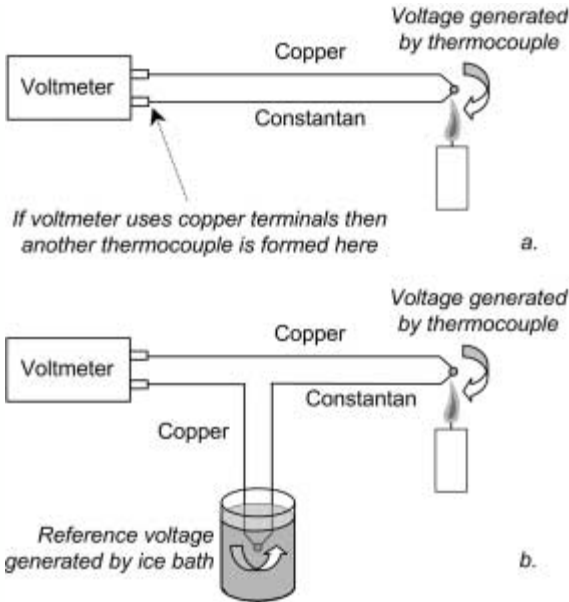 Voltage generated
by thermocouple
Copper
Voltmeter
Constantan
If voltmeter uses copper terminals then
another thermocouple is formed here
a.
Voltage generated
by thermocouple
Copper
Voltmeter
Constantan
Copper
Reference voltage
generated by ice bath
b.